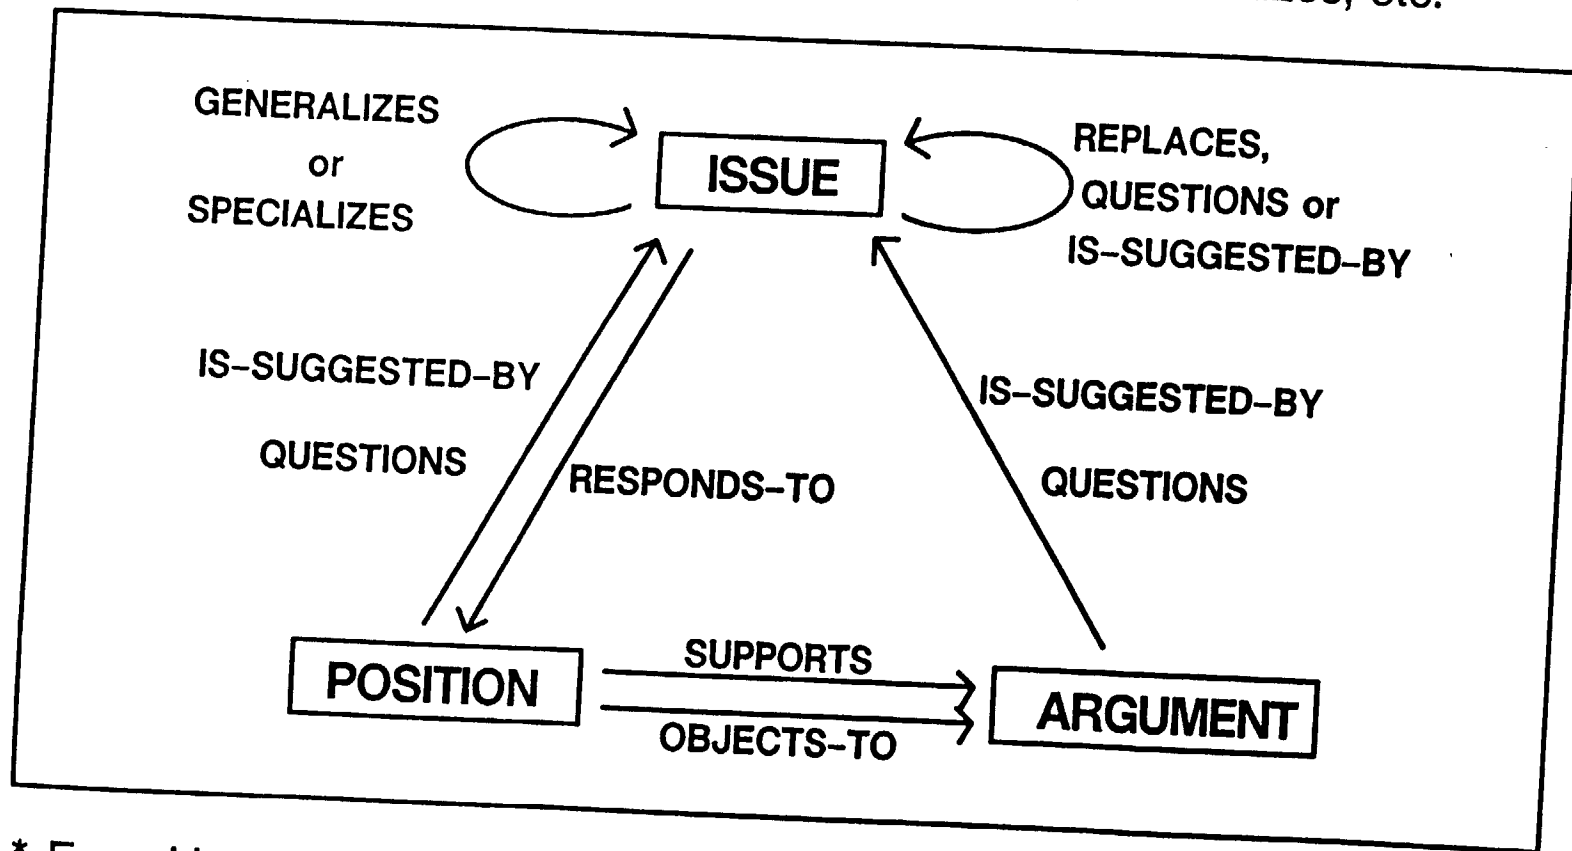 etc.
GENERALIZES
or
SPECIALIZES
ISSUE
REPLACES,
QUESTIONS or
IS-SUGGESTED-BY
IS-SUGGESTED-BY
QUESTIONS
RESPONDS-TO
IS-SUGGESTED-BY
QUESTIONS
POSITION
SUPPORTS
OBJECTS-TO
ARGUMENT
*